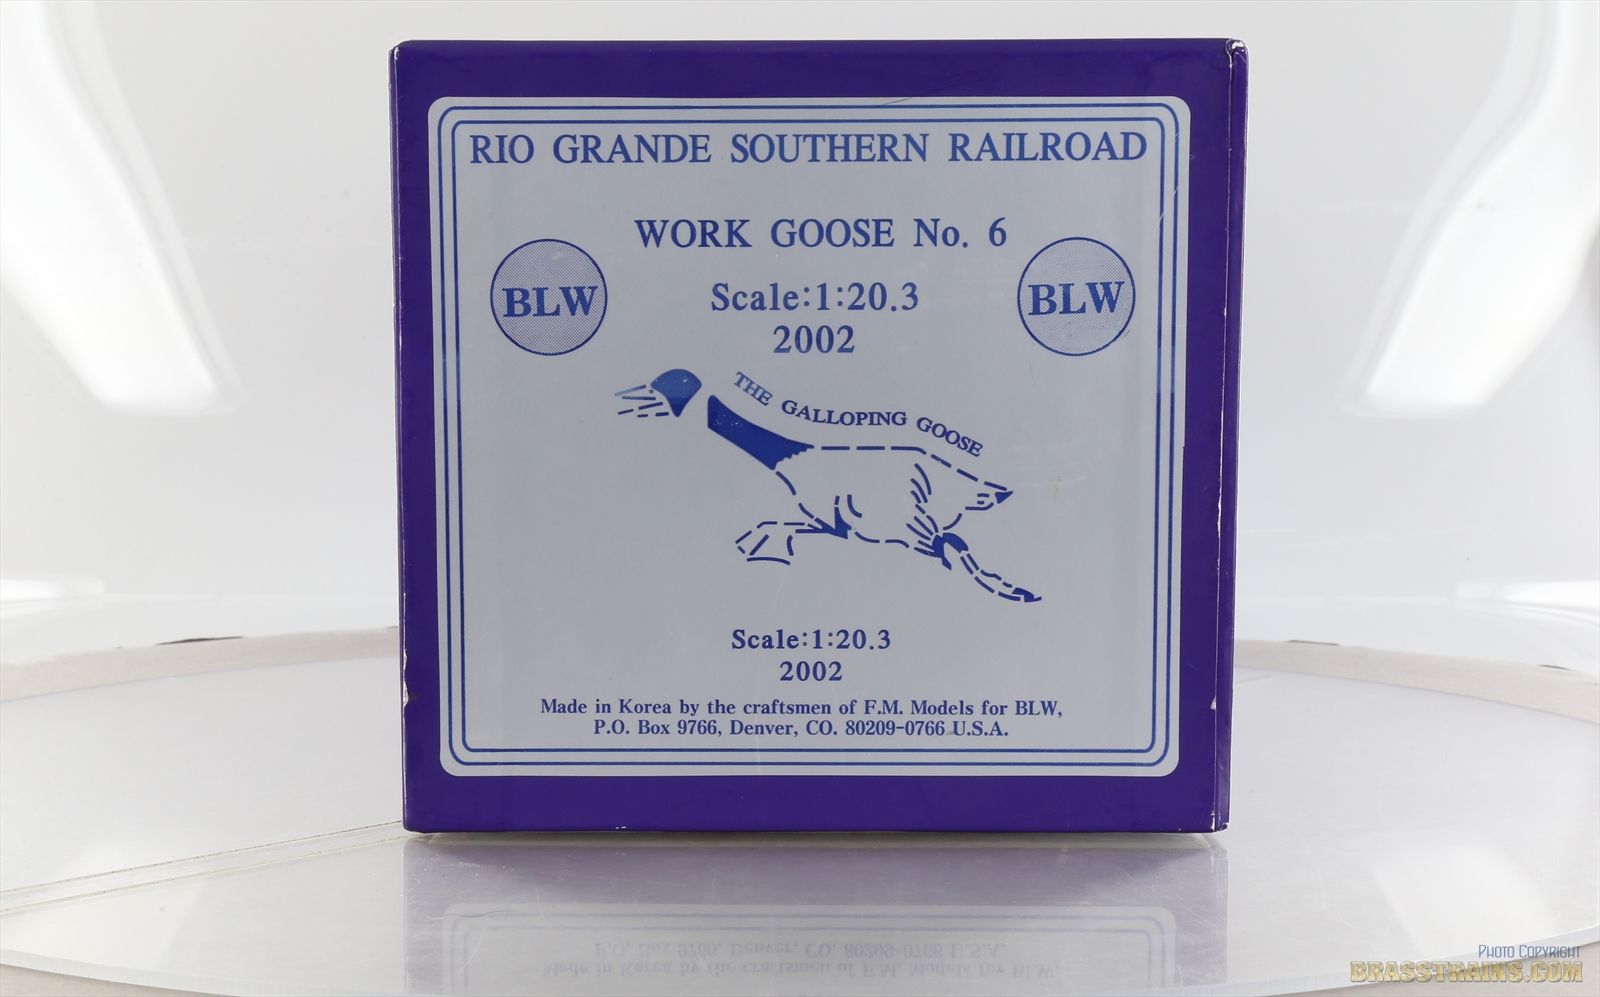 RIO GRANDE SOUTHERN RAILROAD
WORK GOOSE No. 6
BLW
BLW
Scale:1:20.3
2002
THE GALLOPING GOOSE
Scale:1:20.3
2002
Made in Korea by the craftsmen of F.M. Models for BLW,
P.O. Box 9766, Denver, CO. 80209-0766 U.S.A.
PHOTO COPYRIGHT
BRASSTRAINS.COM